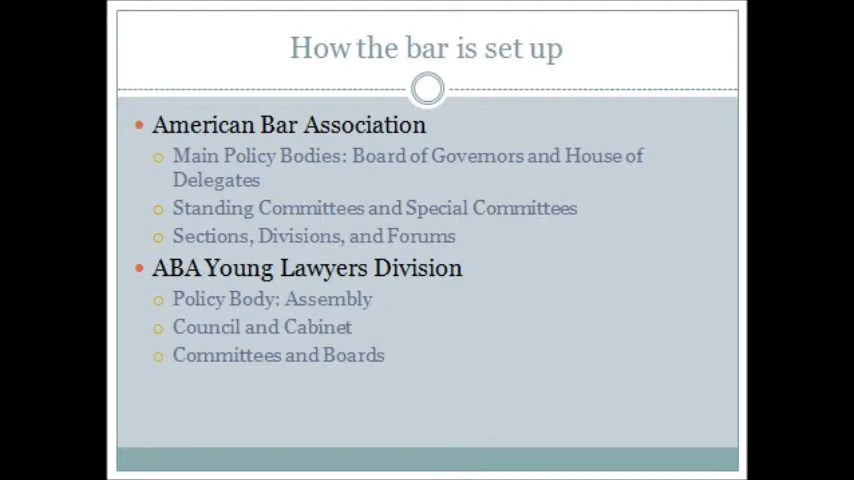 How the bar is set up
American Bar Association
Main Policy Bodies: Board of Governors and House of
Delegates
Standing Committees and Special Committees
Sections, Divisions, and Forums
ABA Young Lawyers Division
Policy Body: Assembly
Council and Cabinet
Committees and Boards